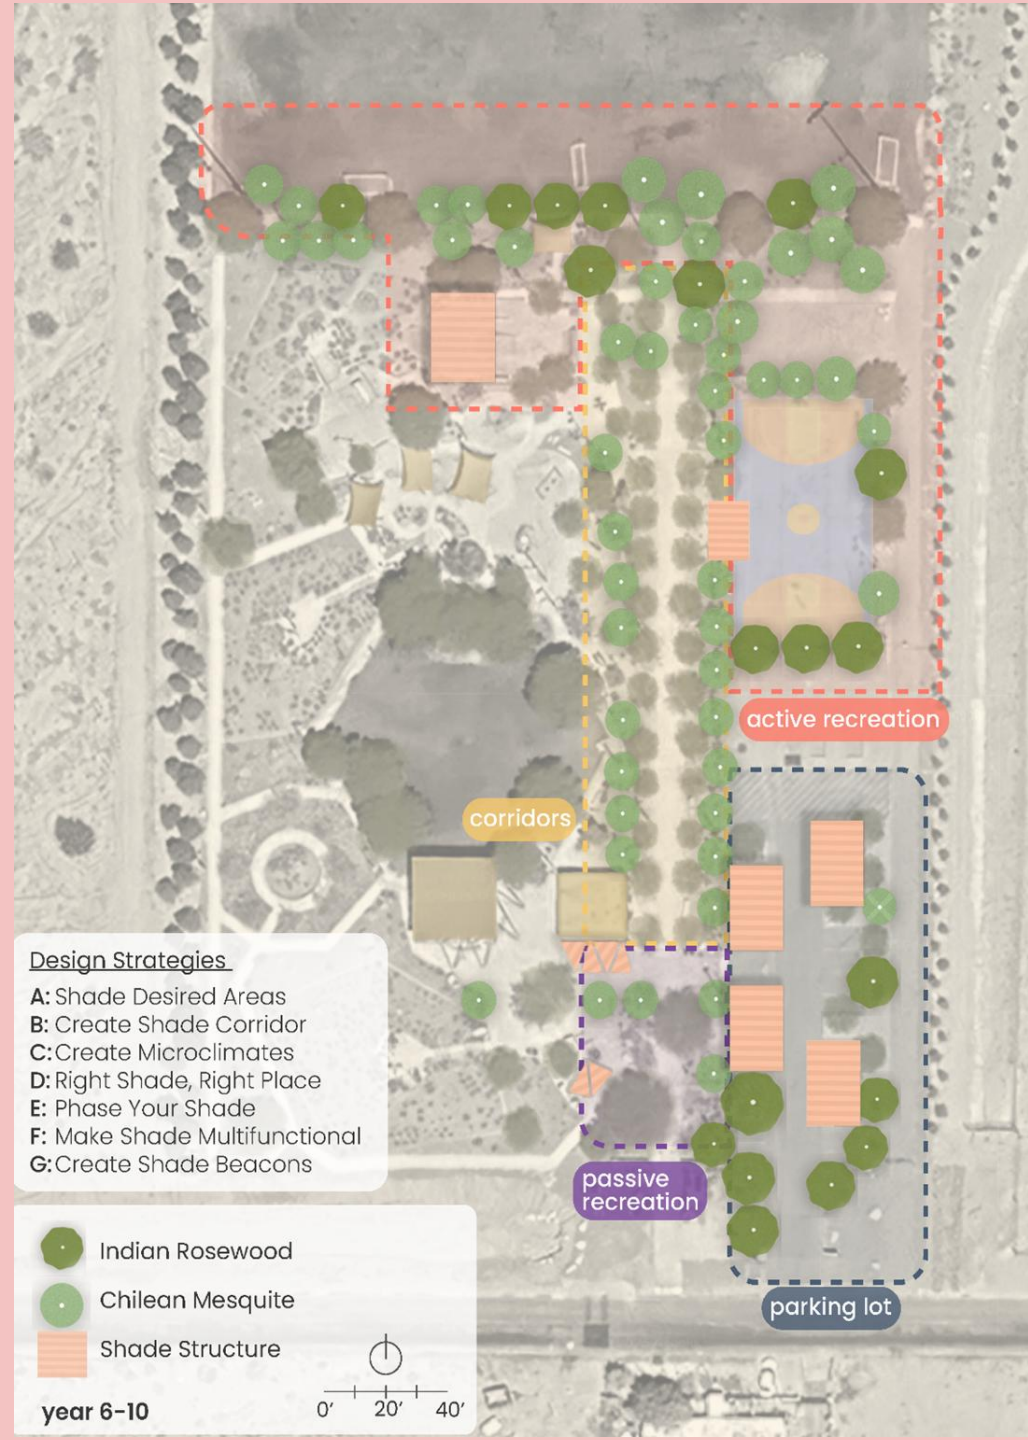 active recreation
corridors
Design Strategies
A: Shade Desired Areas
B: Create Shade Corridor
C: Create Microclimates
D: Right Shade, Right Place
E: Phase Your Shade
F: Make Shade Multifunctional
G: Create Shade Beacons
passive
recreation
parking lot
Indian Rosewood
Chilean Mesquite
Shade Structure
year 6-10
0' 20' 40'